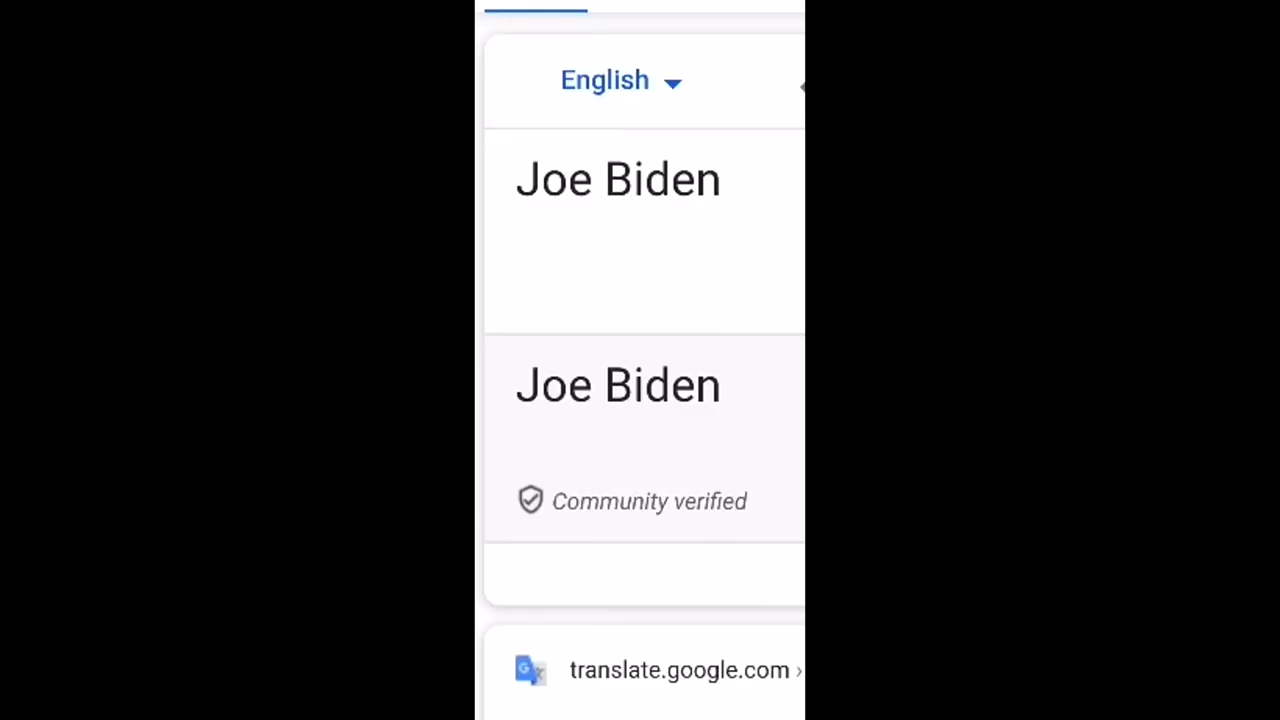 English
Joe Biden
Joe Biden
Community verified
translate.google.com ›